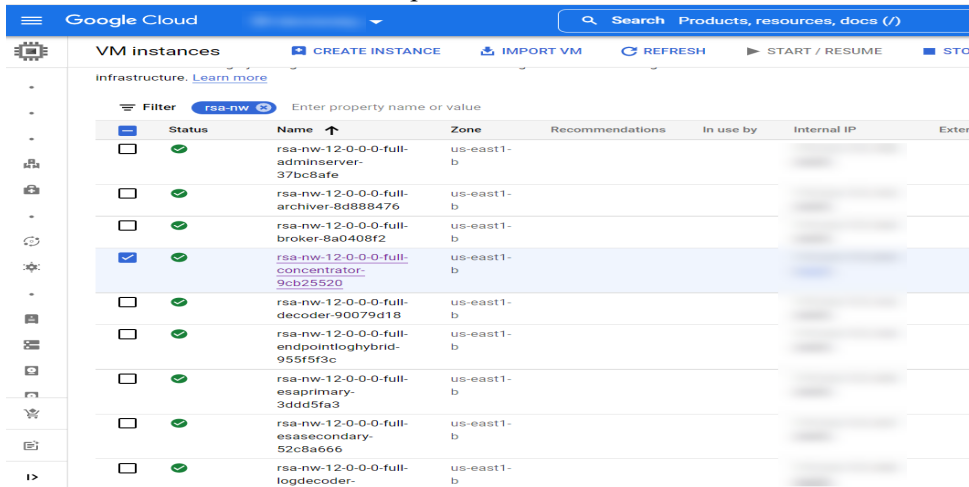 Google Cloud
Search Products, resources, docs (/)
VM instances
CREATE INSTANCE
IMPORT VM
REFRESH
START / RESUME
STO
infrastructure. Learn more
Filter rsa-nw Enter property name or value
Status Name Zone Recommendations In use by Internal IP Exter
rsa-nw-12-0-0-0-full- us-east1-
adminserver- b
37bc8afe
rsa-nw-12-0-0-0-full- us-east1-
archiver-8d888476 b
rsa-nw-12-0-0-0-full- us-east1-
broker-8a0408f2 b
rsa-nw-12-0-0-0-full- us-east1-
concentrator- b
9cb25520
rsa-nw-12-0-0-0-full- us-east1-
decoder-90079d18 b
rsa-nw-12-0-0-0-full- us-east1-
endpointloghybrid- b
955f5f3c
rsa-nw-12-0-0-0-full- us-east1-
esaprimary- b
3ddd5fa3
rsa-nw-12-0-0-0-full- us-east1-
esasecondary- b
52c8a666
rsa-nw-12-0-0-0-full- us-east1-
logdecoder- b